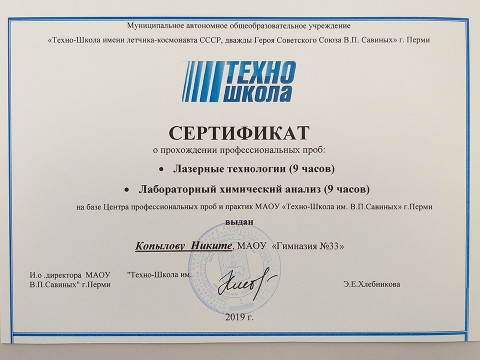 Муниципальное автономное общеобразовательное учреждение
«Техно-Школа имени летчика-космонавта СССР, дважды Героя Советского Союза В.П. Савиных» г. Перми
ТЕХНО
ШКОЛА
СЕРТИФИКАТ
о прохождении профессиональных проб:
• Лазерные технологии (9 часов)
• Лабораторный химический анализ (9 часов)
на базе Центра профессиональных проб и практик МАОУ «Техно-Школа им. В.П.Савиных» г.Перми
выдан
Копылову Никите, МАОУ «Гимназия №33»
И.о .директора МАОУ "Техно-Школа им.
В.П.Савиных" г.Перми
Э.Е.Хлебникова
2019 г.